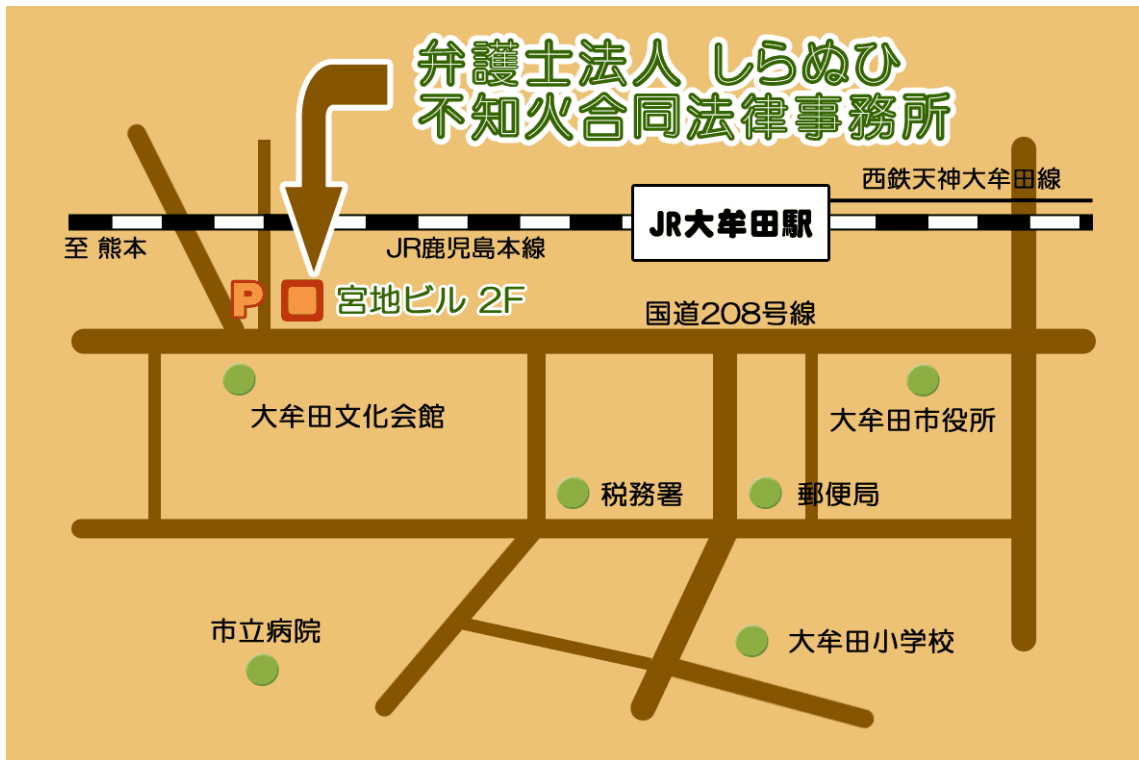 弁護士法人 しらぬひ
不知火合同法律事務所
西鉄天神大牟田線
JR大牟田駅
至 熊本
JR鹿児島本線
P
宮地ビル 2F
国道208号線
大牟田文化会館
大牟田市役所
税務署
郵便局
市立病院
大牟田小学校